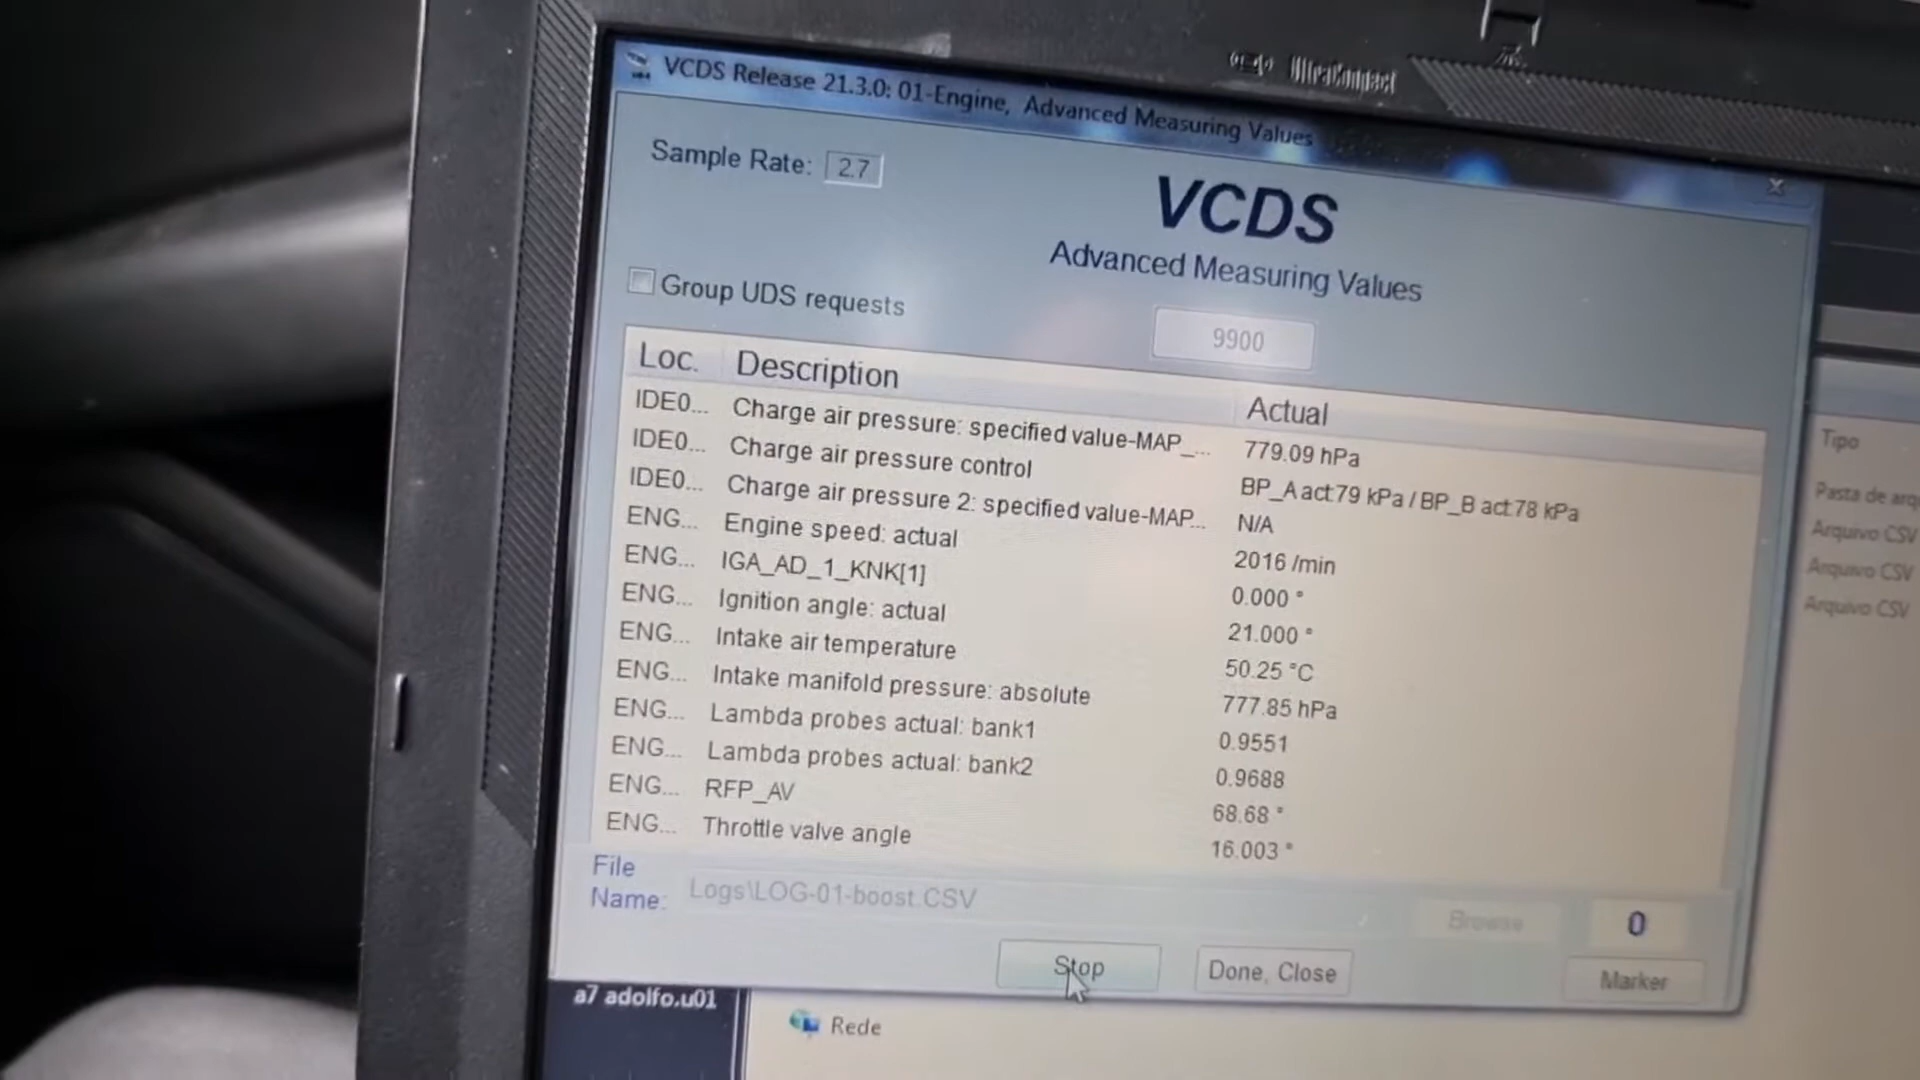 VCDS Release 21.3.0: 01-Engine, Advanced Measuring Values
Sample Rate: 2.7
VCDS
Advanced Measuring Values
Group UDS requests
9900
Loc. Description Actual
IDE0... Charge air pressure: specified value-MAP_... 779.09 hPa
IDE0... Charge air pressure control BP_A act:79 kPa / BP_B act:78 kPa
IDE0... Charge air pressure 2: specified value-MAP... N/A
ENG... Engine speed: actual 2016 /min
ENG... IGA_AD_1_KNK[1] 0.000 °
ENG... Ignition angle: actual 21.000 °
ENG... Intake air temperature 50.25 °C
ENG... Intake manifold pressure: absolute 777.85 hPa
ENG... Lambda probes actual: bank1 0.9551
ENG... Lambda probes actual: bank2 0.9688
ENG... RFP_AV 68.68 °
ENG... Throttle valve angle 16.003 °
File
Name: Logs\LOG-01-boost.CSV
Browse 0
Stop Done, Close Marker
a7 adolfo.u01
Rede
Tipo
Pasta de arq
Arquivo CSV
Arquivo CSV
Arquivo CSV